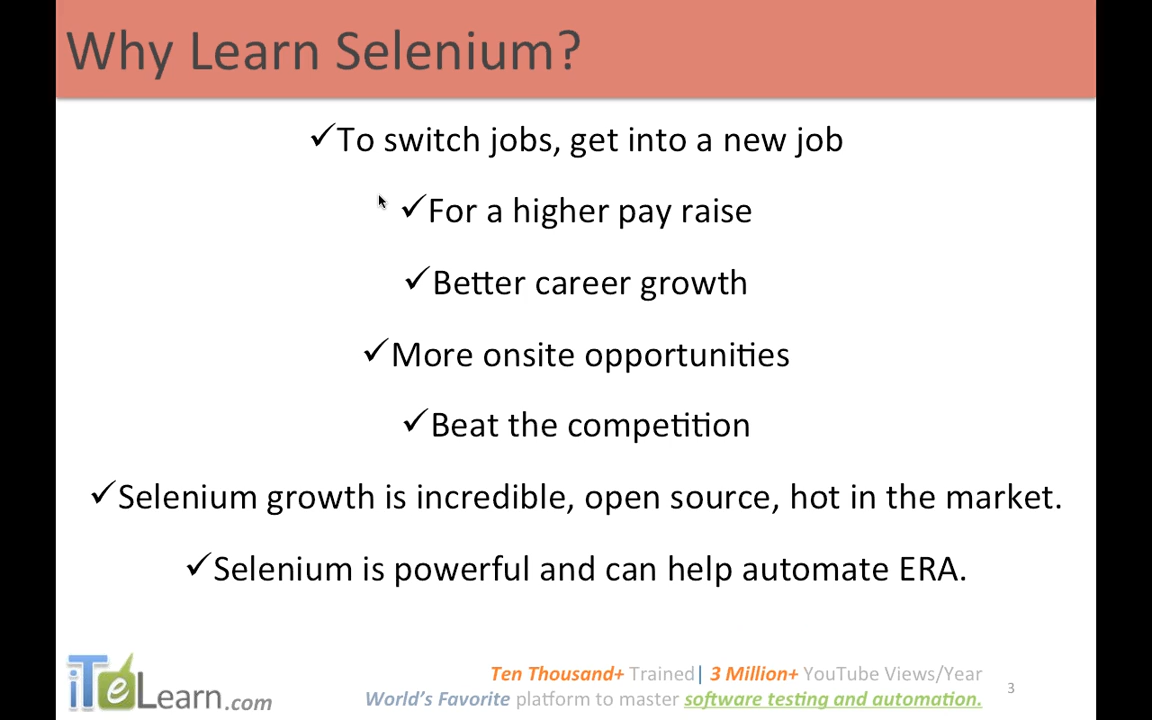 Why Learn Selenium?
✓To switch jobs, get into a new job
✓For a higher pay raise
✓Better career growth
✓More onsite opportunities
✓Beat the competition
✓Selenium growth is incredible, open source, hot in the market.
✓Selenium is powerful and can help automate ERA.
iTeLearn.com
Ten Thousand+ Trained| 3 Million+ YouTube Views/Year
World's Favorite platform to master software testing and automation.
3